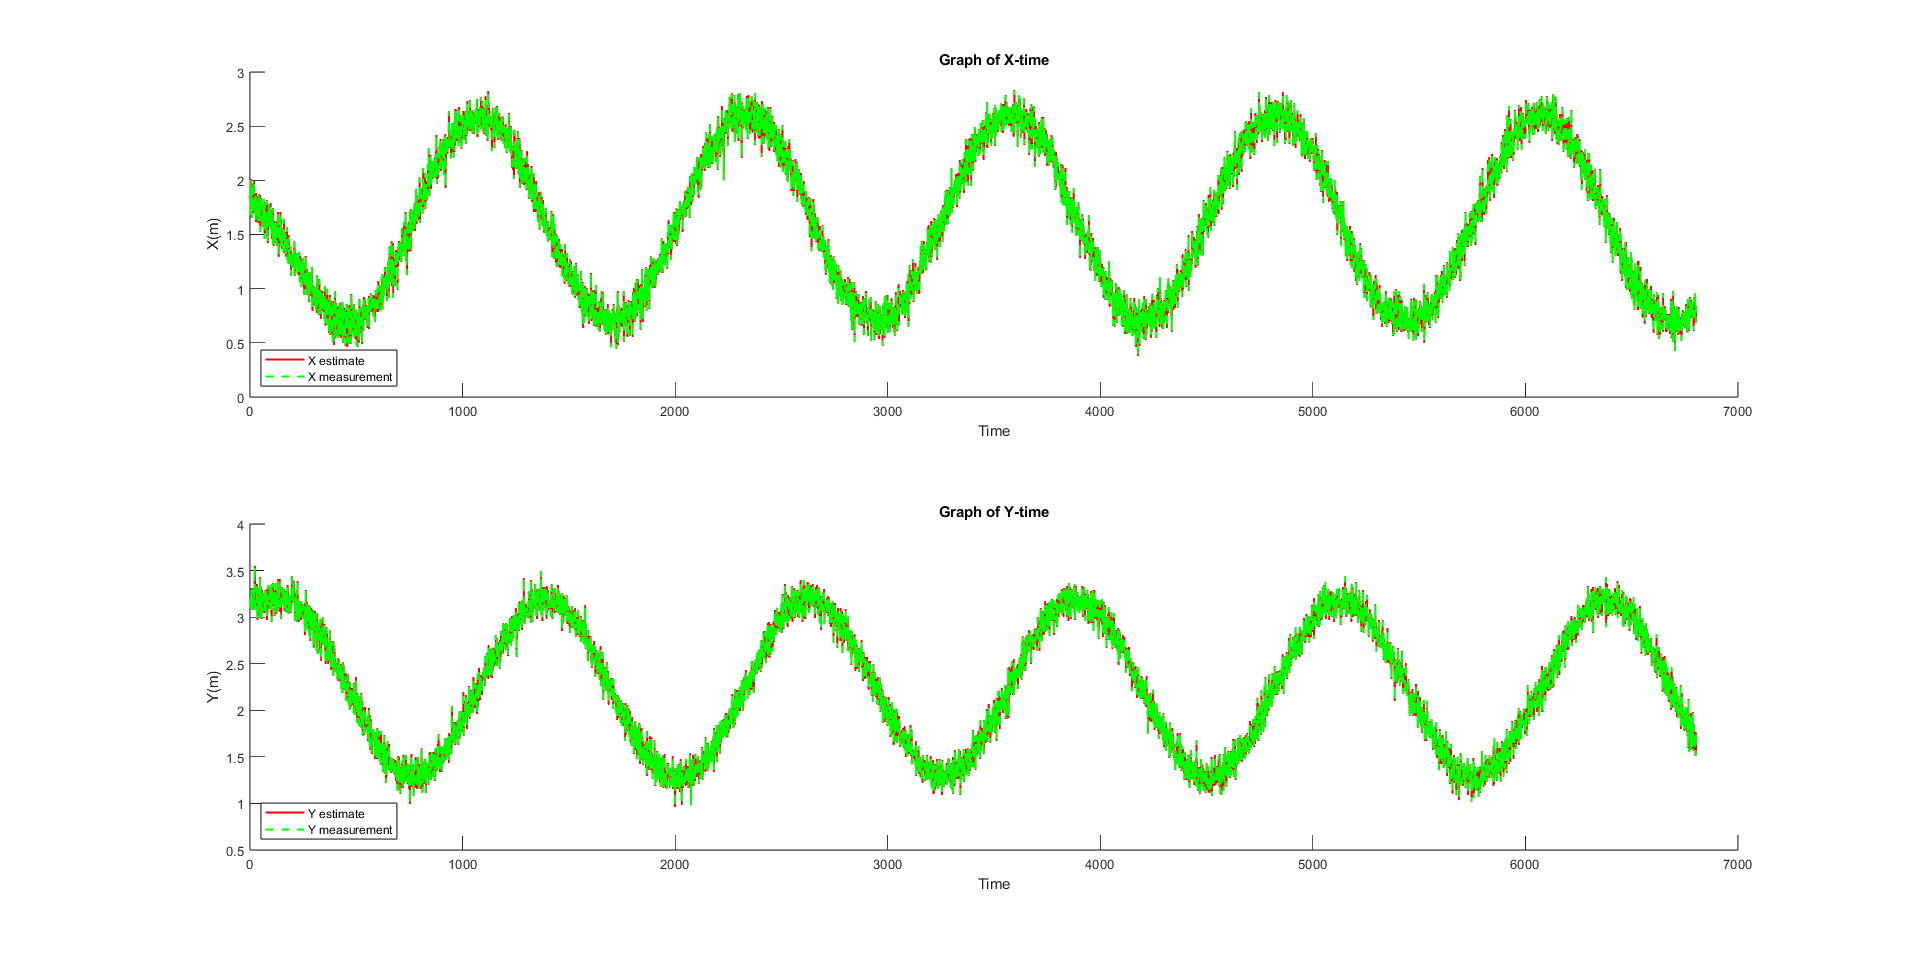 Graph of X-time
3
2.5
2
1.5
1
0.5
0
X(m)
X estimate
X measurement
0 1000 2000 3000 4000 5000 6000 7000
Time
Graph of Y-time
4
3.5
3
2.5
2
1.5
1
0.5
Y(m)
Y estimate
Y measurement
0 1000 2000 3000 4000 5000 6000 7000
Time